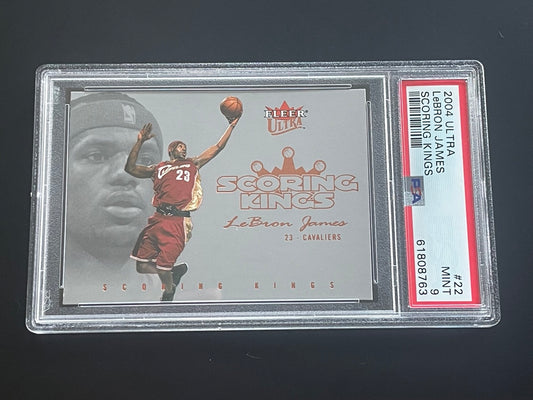 FLEER
ULTRA
SCORING
KINGS
LeBron James
23 - CAVALIERS
SCORING KINGS
23
2004 ULTRA
LeBRON JAMES
SCORING KINGS
#22
MINT
9
PSA
61808763